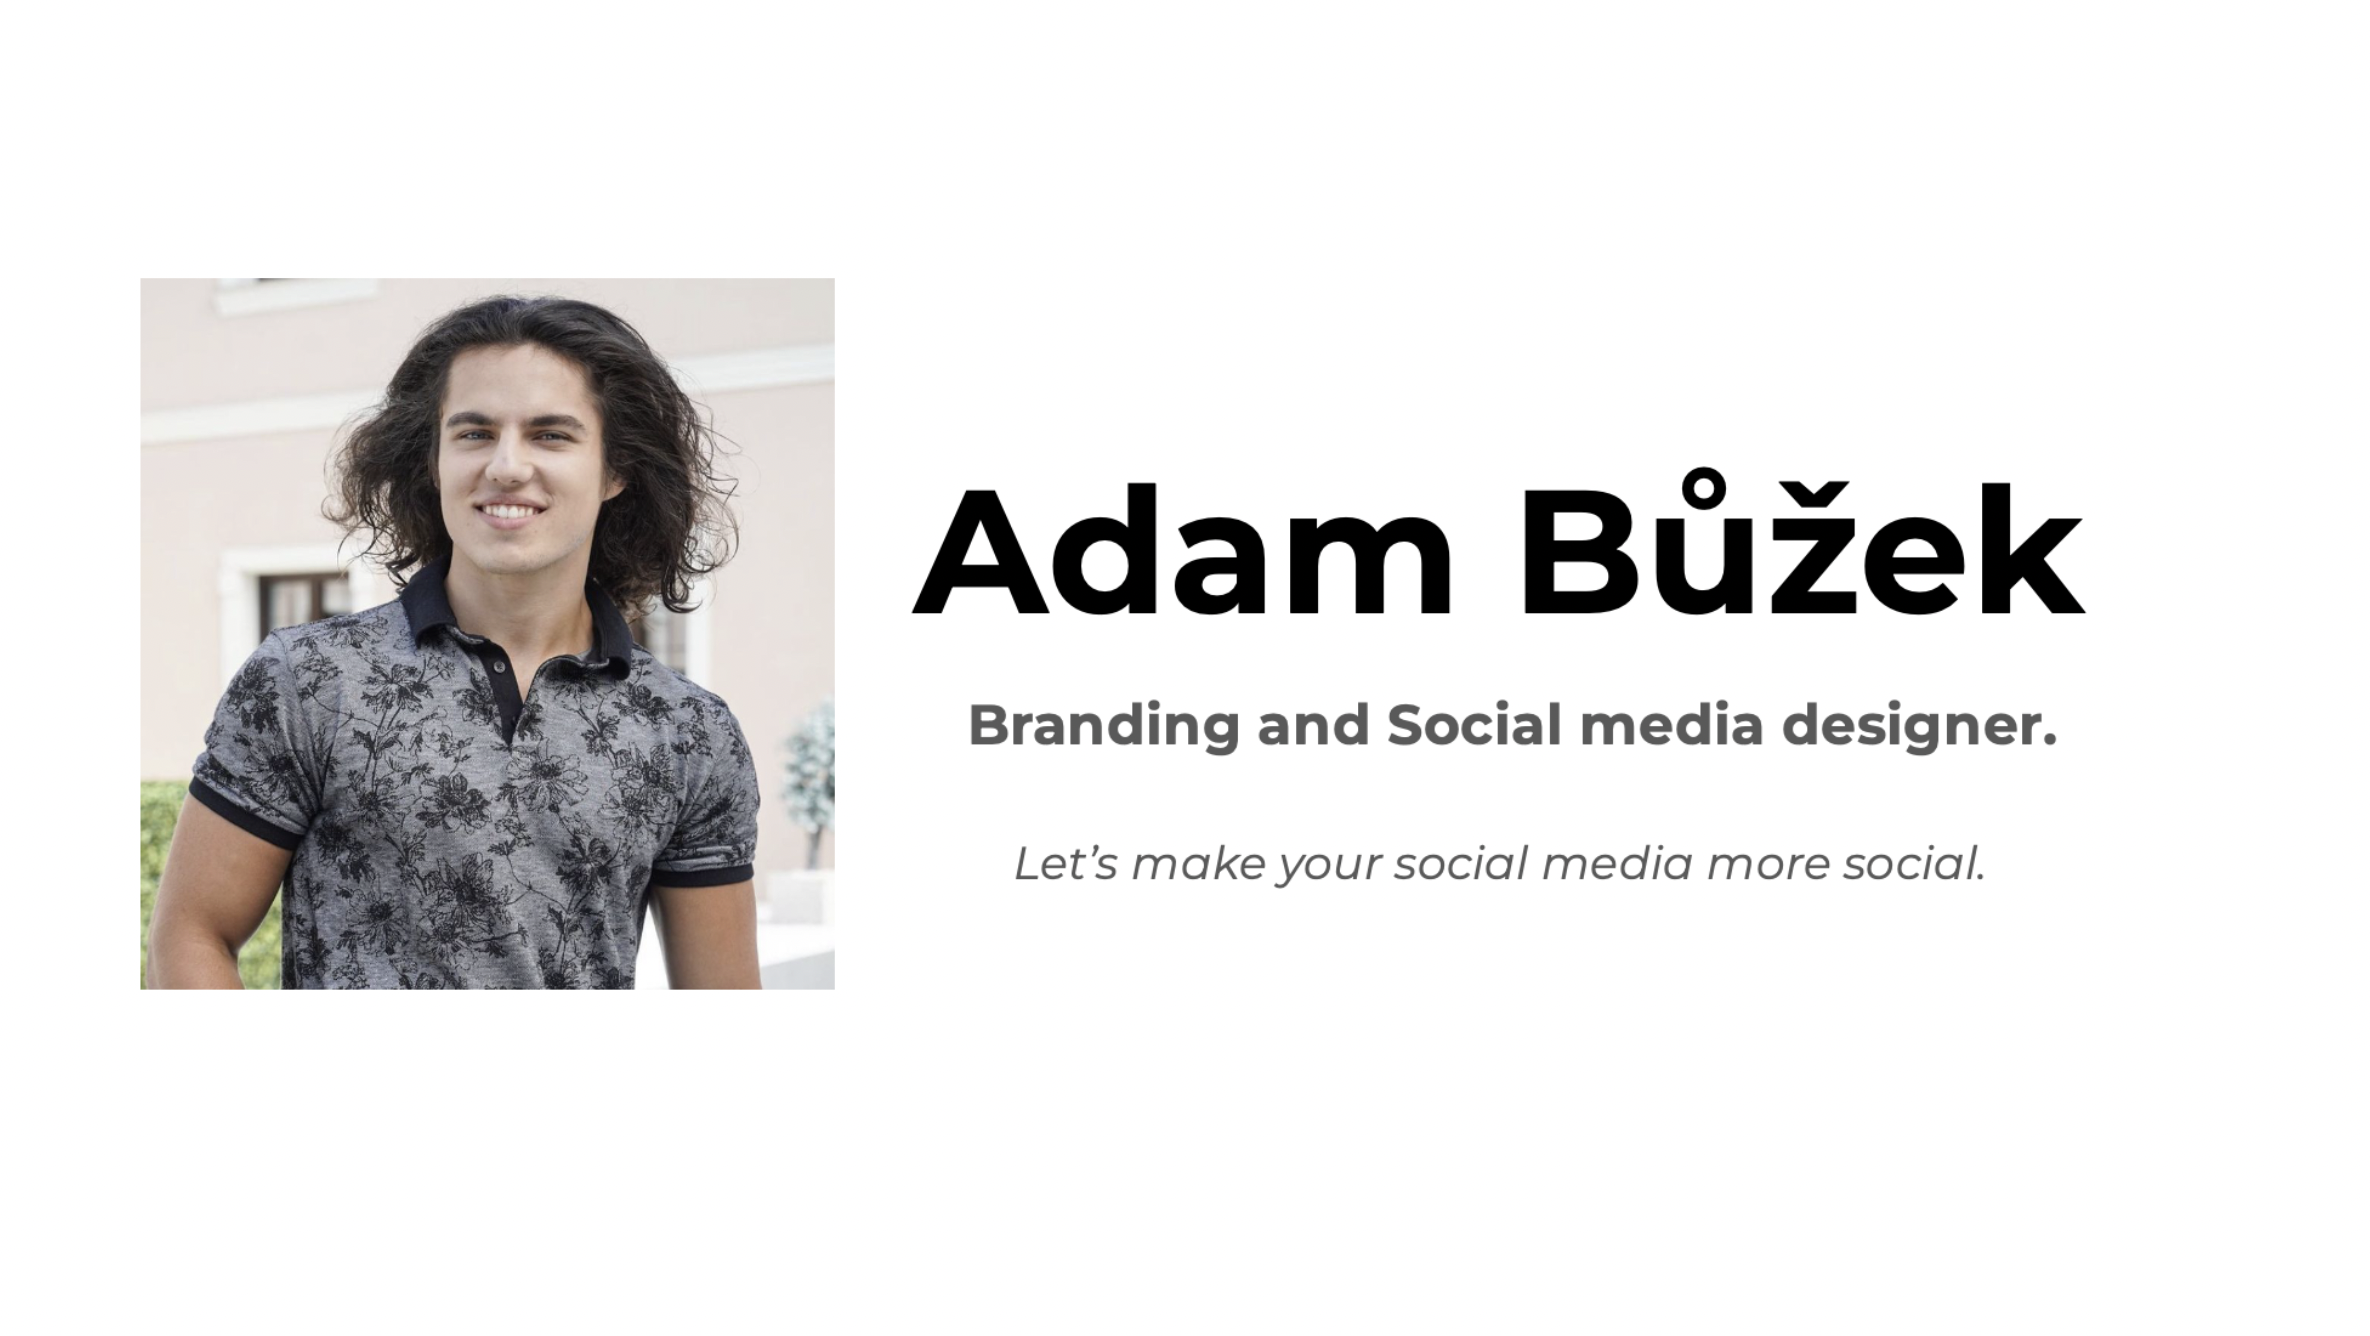 Adam Bůžek
Branding and Social media designer.
Let’s make your social media more social.